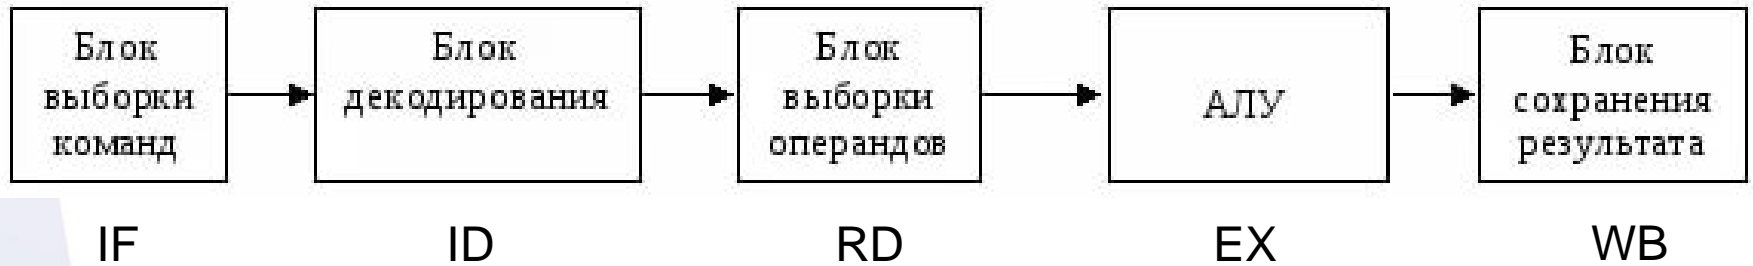 Блок
выборки
команд
Блок
декодирования
Блок
выборки
операндов
АЛУ
Блок
сохранения
результата
IF
ID
RD
EX
WB